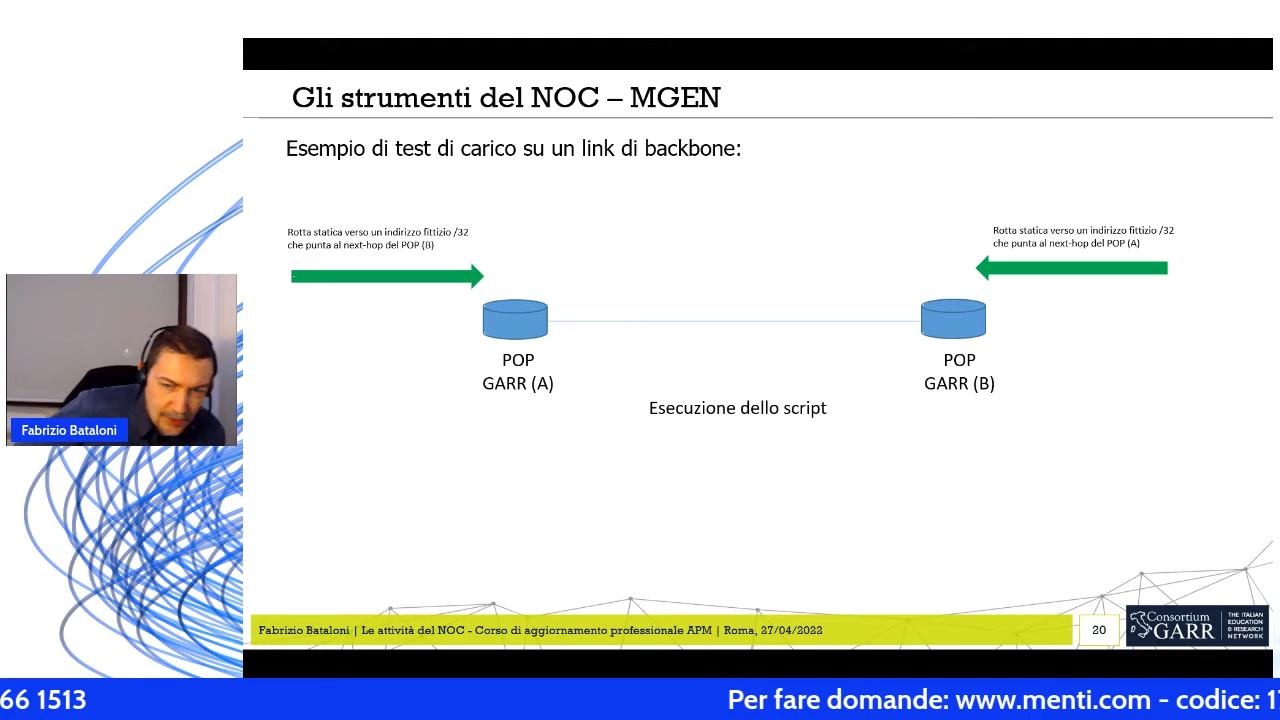 Gli strumenti del NOC – MGEN
Esempio di test di carico su un link di backbone:
Rotta statica verso un indirizzo fittizio /32
che punta al next-hop del POP (B)
Rotta statica verso un indirizzo fittizio /32
che punta al next-hop del POP (A)
POP
GARR (A)
POP
GARR (B)
Esecuzione dello script
Fabrizio Bataloni
Fabrizio Bataloni | Le attività del NOC - Corso di aggiornamento professionale APM | Roma, 27/04/2022
20
Consortium
GARR
THE ITALIAN
EDUCATION
& RESEARCH
NETWORK
66 1513
Per fare domande: www.menti.com - codice: 17